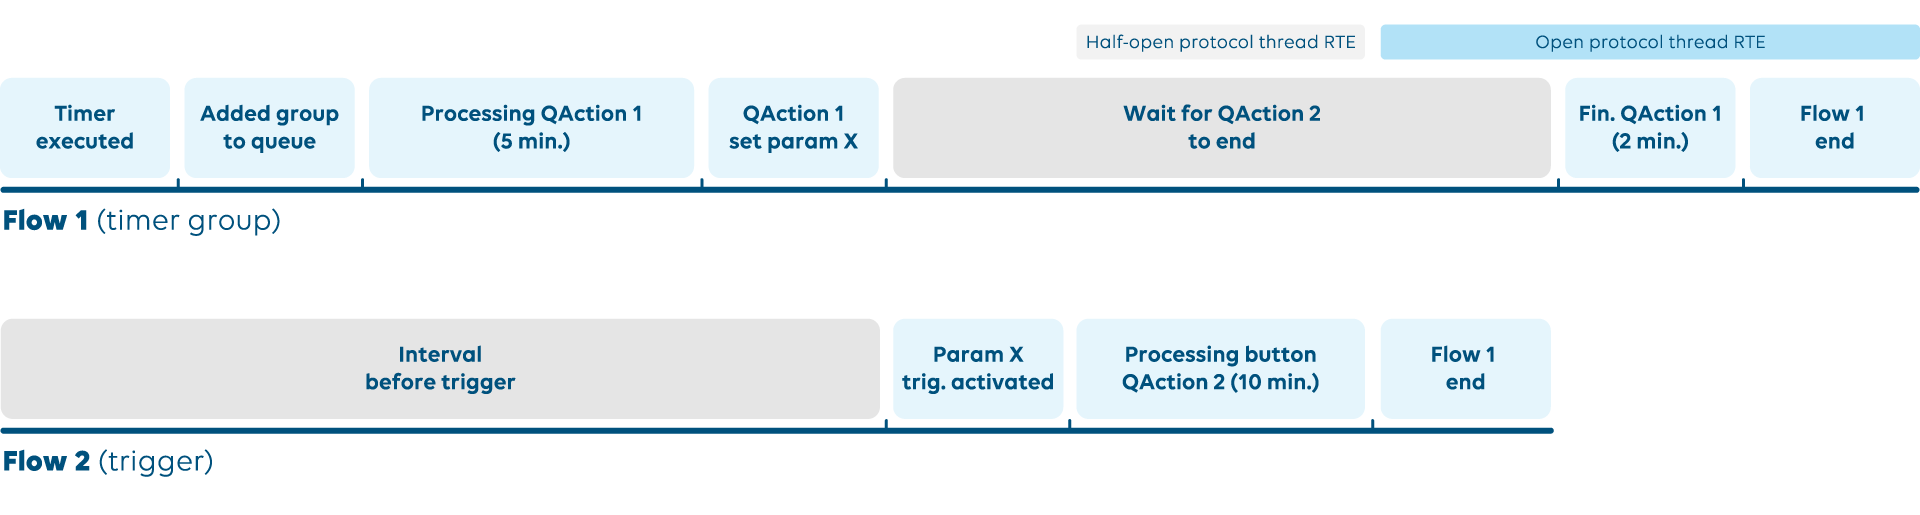 Half-open protocol thread RTE
Open protocol thread RTE
Timer
executed
Added group
to queue
Processing QAction 1
(5 min.)
QAction 1
set param X
Wait for QAction 2
to end
Fin. QAction 1
(2 min.)
Flow 1
end
Flow 1 (timer group)
Interval
before trigger
Param X
trig. activated
Processing button
QAction 2 (10 min.)
Flow 1
end
Flow 2 (trigger)